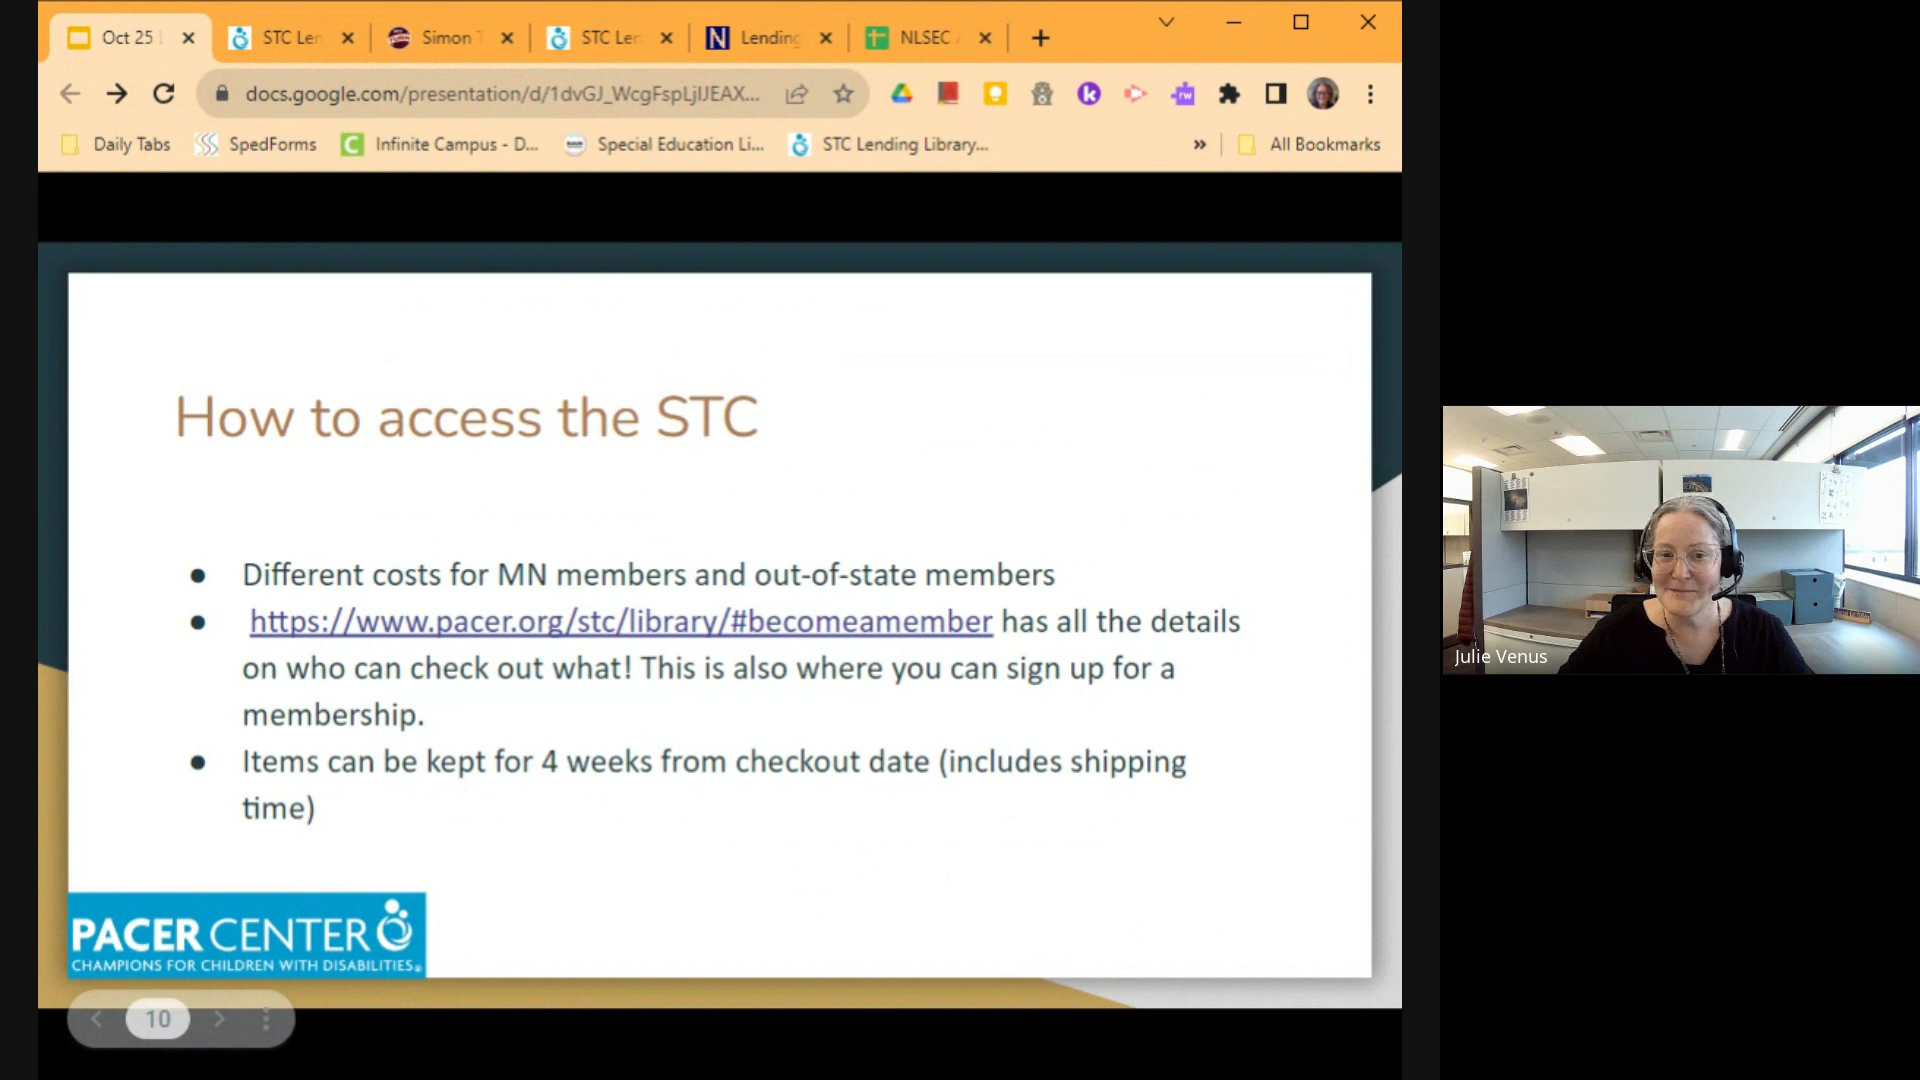 Oct 25
STC Len
Simon T
STC Len
Lending
NLSEC
docs.google.com/presentation/d/1dvGJ_WcgFspLjlJEAX...
Daily Tabs
SpedForms
Infinite Campus - D...
Special Education Li...
STC Lending Library...
All Bookmarks
How to access the STC
● Different costs for MN members and out-of-state members
● https://www.pacer.org/stc/library/#becomeamember has all the details
on who can check out what! This is also where you can sign up for a
membership.
● Items can be kept for 4 weeks from checkout date (includes shipping
time)
PACER CENTER
CHAMPIONS FOR CHILDREN WITH DISABILITIES®
10
Julie Venus